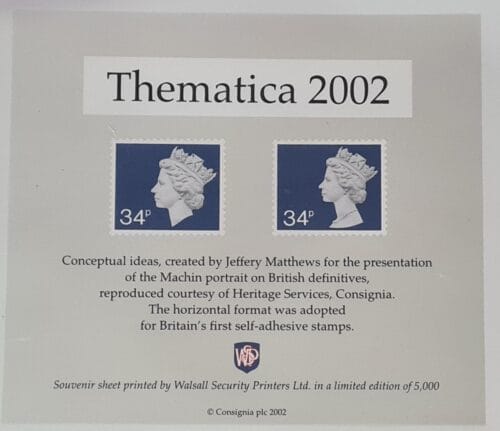 Thematica 2002
34P
34P
Conceptual ideas, created by Jeffery Matthews for the presentation
of the Machin portrait on British definitives,
reproduced courtesy of Heritage Services, Consignia.
The horizontal format was adopted
for Britain's first self-adhesive stamps.
WSP
Souvenir sheet printed by Walsall Security Printers Ltd. in a limited edition of 5,000
© Consignia plc 2002